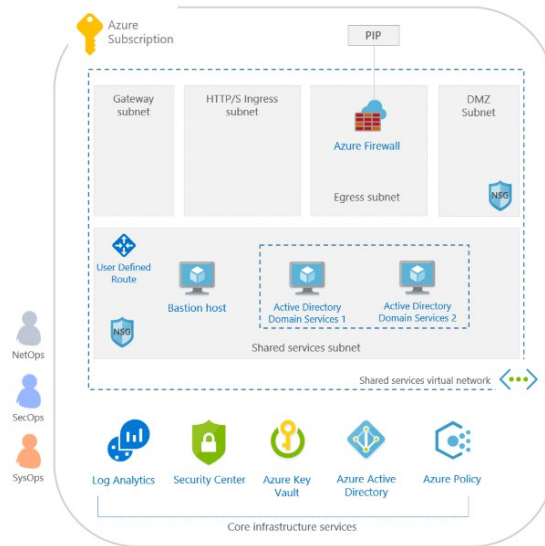 Azure
Subscription
PIP
Gateway
subnet
HTTP/S Ingress
subnet
Azure Firewall
Egress subnet
DMZ
Subnet
NSG
User Defined
Route
Bastion host
Active Directory
Domain Services 1
Active Directory
Domain Services 2
NSG
Shared services subnet
Shared services virtual network
NetOps
SecOps
SysOps
Log Analytics
Security Center
Azure Key
Vault
Azure Active
Directory
Azure Policy
Core infrastructure services